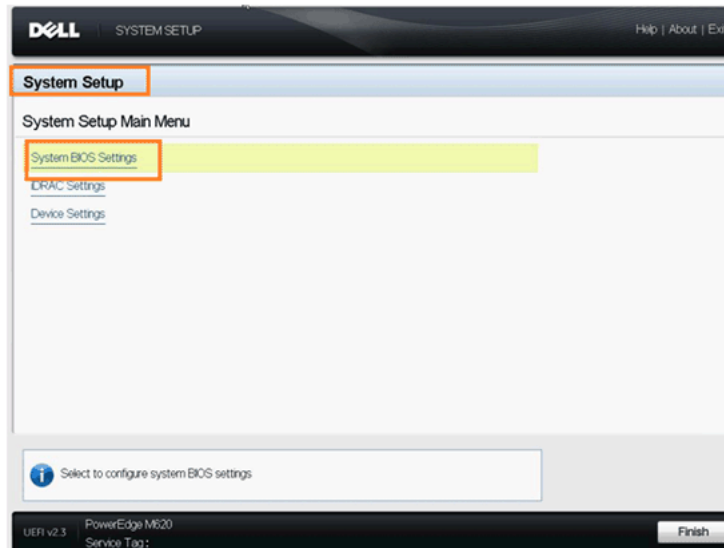 DELL SYSTEM SETUP Help | About | Exi
System Setup
System Setup Main Menu
System BIOS Settings
iDRAC Settings
Device Settings
Select to configure system BIOS settings
UEFI v2.3 PowerEdge M620
Service Tag :
Finish